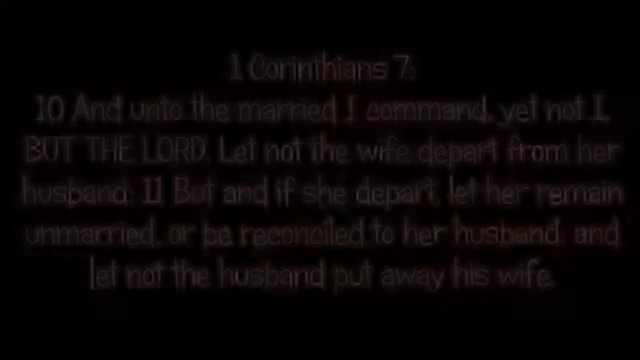 1 Corinthians 7:
10 And unto the married I command, yet not I,
BUT THE LORD, Let not the wife depart from her
husband: 11 But and if she depart, let her remain
unmarried, or be reconciled to her husband: and
let not the husband put away his wife.